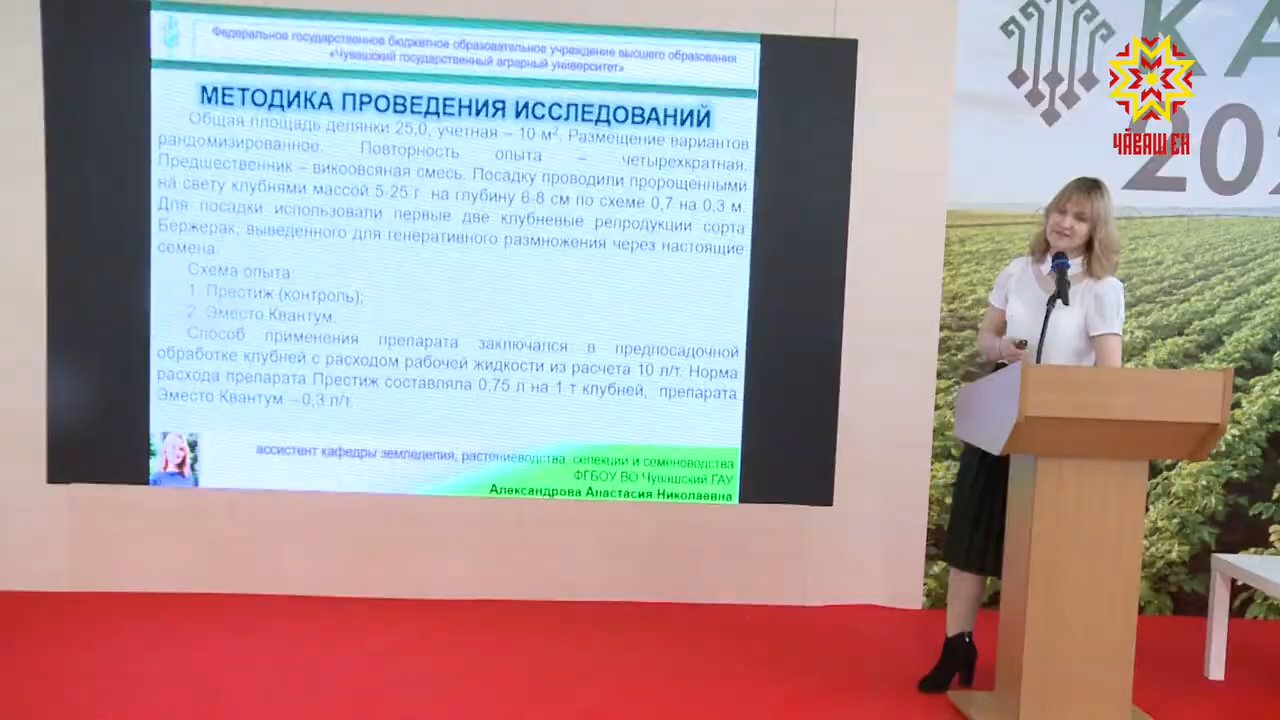 Федеральное государственное бюджетное образовательное учреждение высшего образования
«Чувашский государственный аграрный университет»
МЕТОДИКА ПРОВЕДЕНИЯ ИССЛЕДОВАНИЙ
Общая площадь делянки 25,0, учетная – 10 м². Размещение вариантов
рандомизированное. Повторность опыта – четырехкратная.
Предшественник – викоовсяная смесь. Посадку проводили пророщенными
на свету клубнями массой 5-25 г на глубину 6-8 см по схеме 0,7 на 0,3 м.
Для посадки использовали первые две клубневые репродукции сорта
Бержерак, выведенного для генеративного размножения через настоящие
семена.
Схема опыта:
1. Престиж (контроль);
2. Эместо Квантум.
Способ применения препарата заключался в предпосадочной
обработке клубней с расходом рабочей жидкости из расчета 10 л/т. Норма
расхода препарата Престиж составляла 0,75 л на 1 т клубней, препарата
Эместо Квантум – 0,3 л/т.
ассистент кафедры земледелия, растениеводства, селекции и семеноводства
ФГБОУ ВО Чувашский ГАУ
Александрова Анастасия Николаевна
КА
202
ЧӐВАШ ЕН